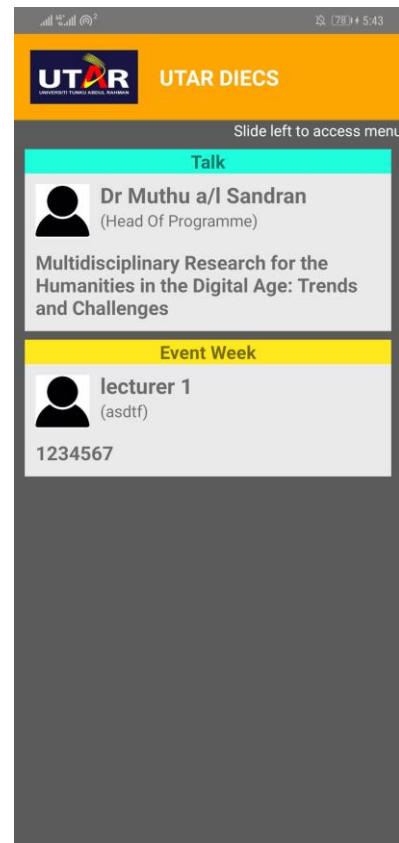 78 5:43
UTAR
UNIVERSITI TUNKU ABDUL RAHMAN
UTAR DIECS
Slide left to access menu
Talk
Dr Muthu a/l Sandran
(Head Of Programme)
Multidisciplinary Research for the
Humanities in the Digital Age: Trends
and Challenges
Event Week
lecturer 1
(asdtf)
1234567